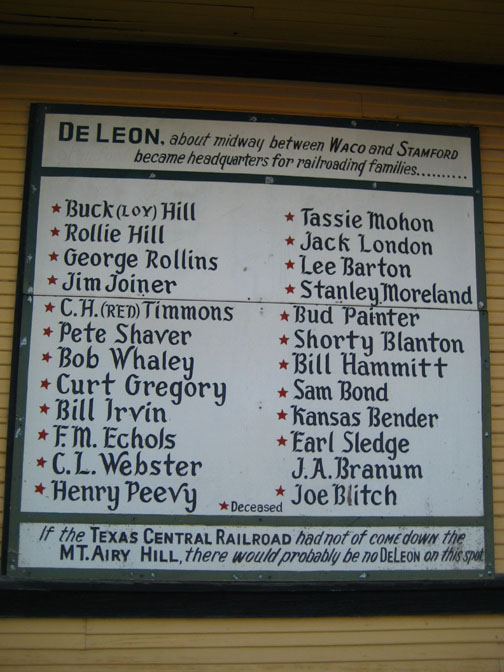 DE LEON, about midway between WACO and STAMFORD
became headquarters for railroading families..........
★ Buck (LOY) Hill
★ Rollie Hill
★ George Rollins
★ Jim Joiner
★ C.H. (RED) Timmons
★ Pete Shaver
★ Bob Whaley
★ Curt Gregory
★ Bill Irvin
★ F.M. Echols
★ C.L. Webster
★ Henry Peevy
★ Tassie Mohon
★ Jack London
★ Lee Barton
★ Stanley Moreland
★ Bud Painter
★ Shorty Blanton
★ Bill Hammitt
★ Sam Bond
★ Kansas Bender
★ Earl Sledge
J.A. Branum
★ Joe Blitch
★ Deceased
If the TEXAS CENTRAL RAILROAD had not of COME DOWN the
MT. AIRY HILL, there would probably be no DELEON on this spot